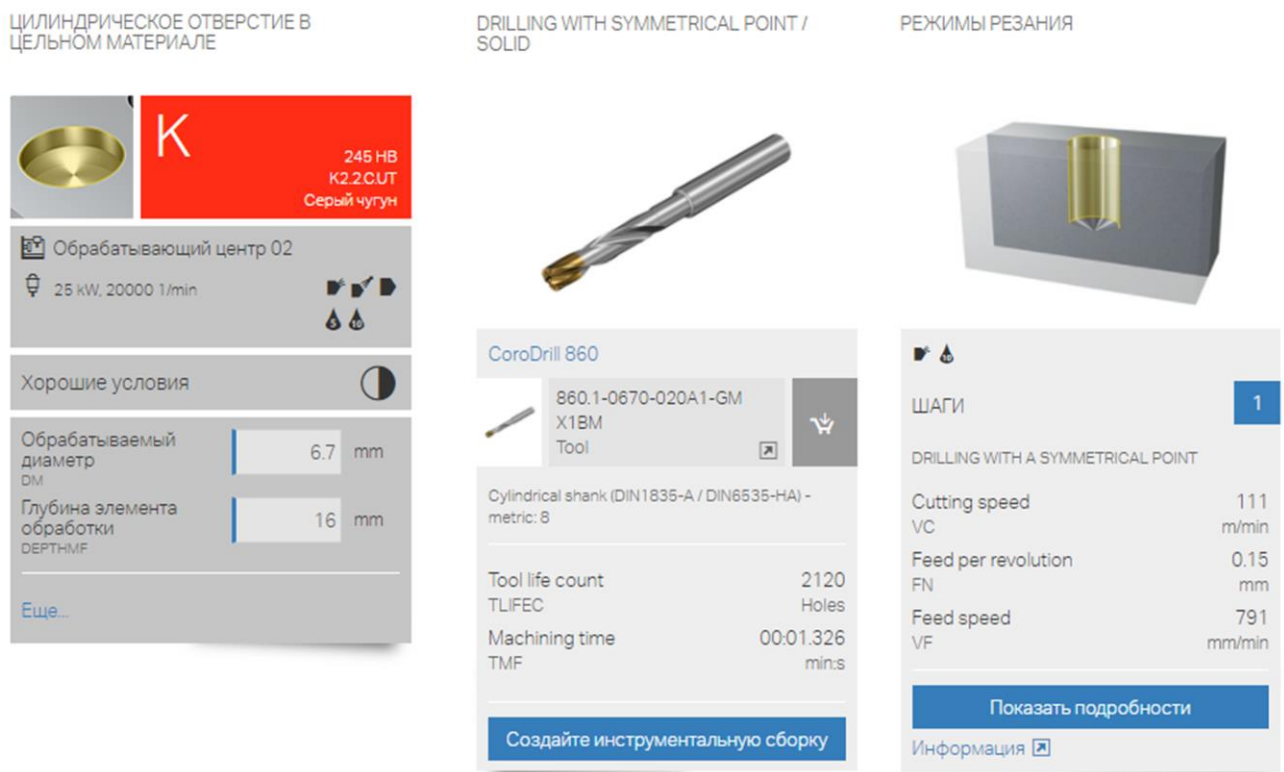 ЦИЛИНДРИЧЕСКОЕ ОТВЕРСТИЕ В
ЦЕЛЬНОМ МАТЕРИАЛЕ
K
245 HB
K2.2.C.UT
Серый чугун
Обрабатывающий центр 02
25 kW, 20000 1/min
5 10
Хорошие условия
Обрабатываемый
диаметр
DM
6.7 mm
Глубина элемента
обработки
DEPTHMF
16 mm
Еще...
DRILLING WITH SYMMETRICAL POINT /
SOLID
CoroDrill 860
860.1-0670-020A1-GM
X1BM
Tool
Cylindrical shank (DIN1835-A / DIN6535-HA) -
metric: 8
Tool life count 2120
TLIFEC Holes
Machining time 00:01.326
TMF min:s
Создайте инструментальную сборку
РЕЖИМЫ РЕЗАНИЯ
10
ШАГИ 1
DRILLING WITH A SYMMETRICAL POINT
Cutting speed 111
VC m/min
Feed per revolution 0.15
FN mm
Feed speed 791
VF mm/min
Показать подробности
Информация